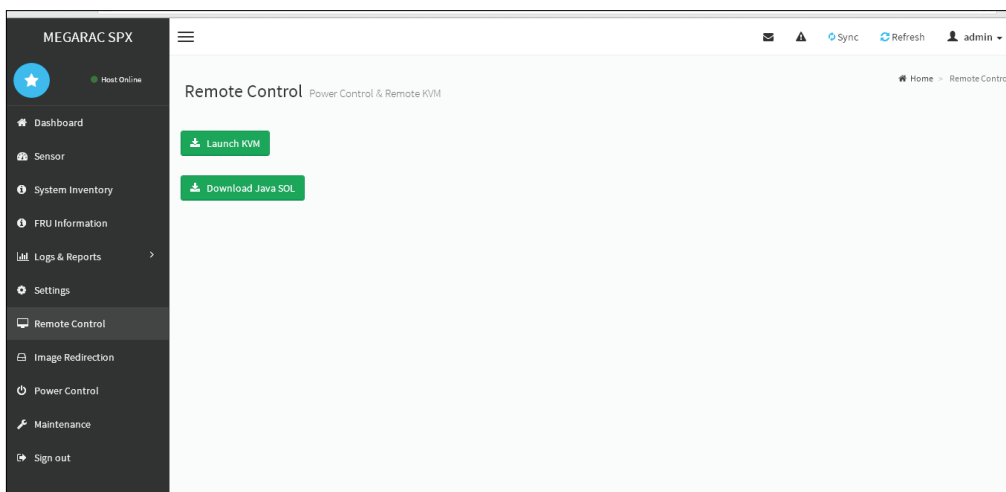 MEGARAC SPX
Sync
Refresh
admin
Host Online
Home > Remote Contro
Remote Control Power Control & Remote KVM
Dashboard
Launch KVM
Sensor
Download Java SOL
System Inventory
FRU Information
Logs & Reports >
Settings
Remote Control
Image Redirection
Power Control
Maintenance
Sign out